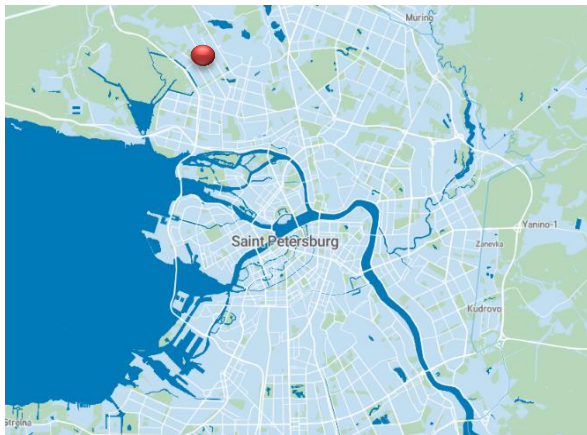 Murino
Saint Petersburg
Yanino-1
Zanevka
Kudrovo
Strelna